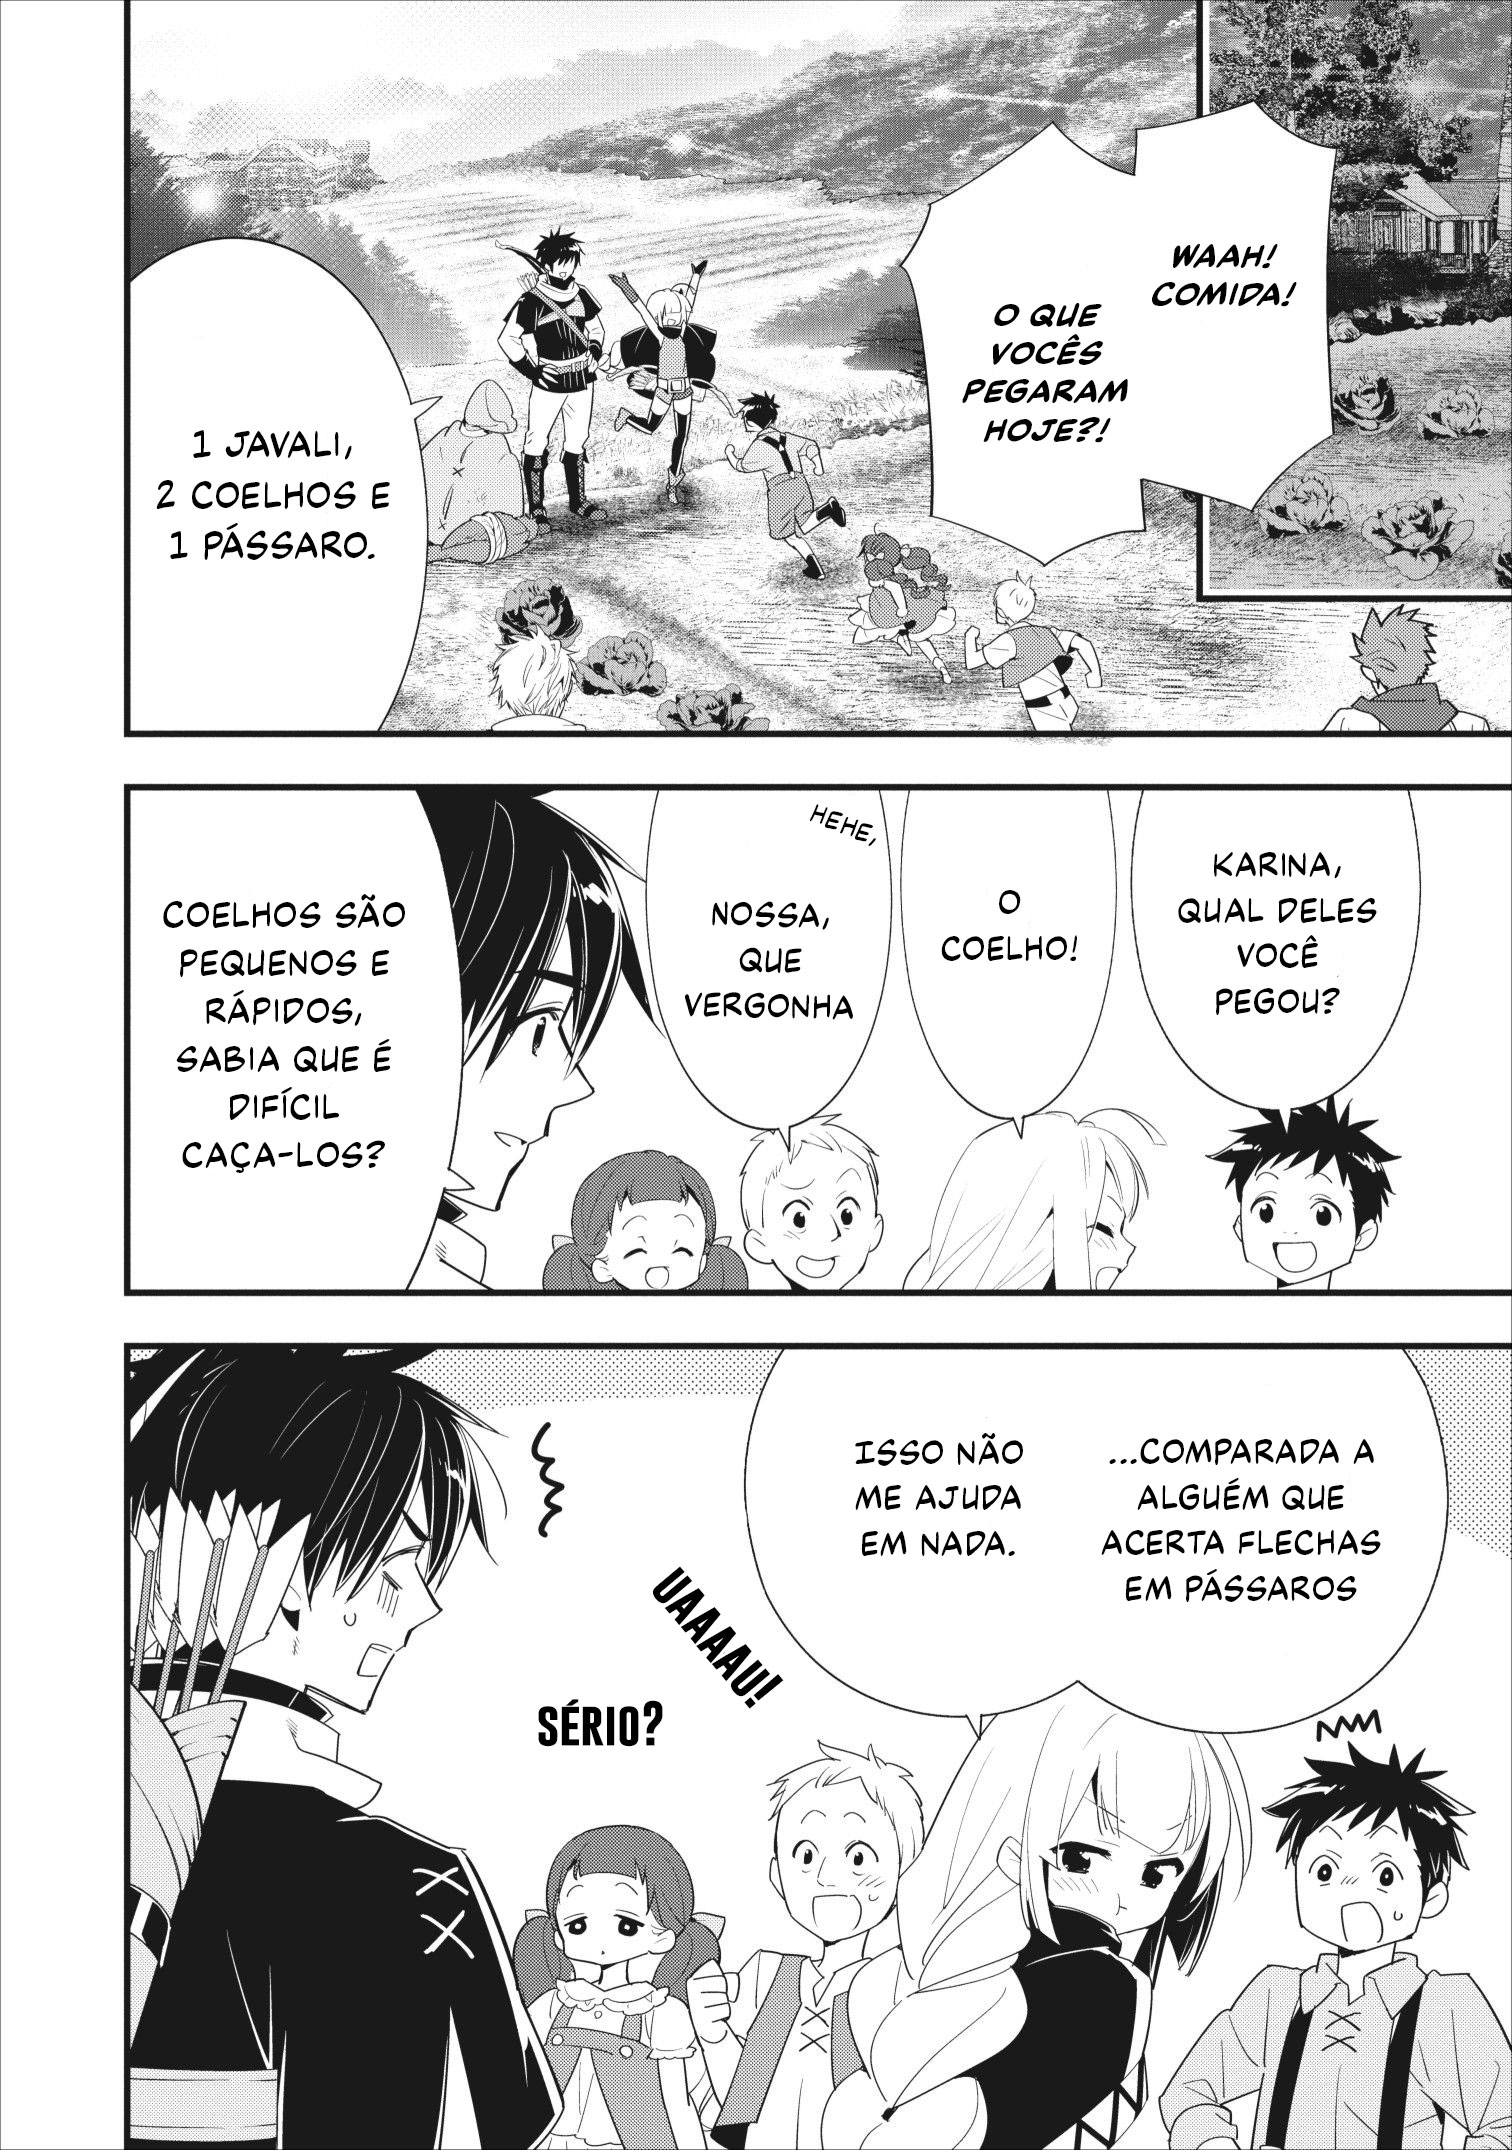 WAAH!
COMIDA!
O QUE
VOCÊS
PEGARAM
HOJE?!
1 JAVALI,
2 COELHOS E
1 PÁSSARO.
KARINA,
QUAL DELES
VOCÊ
PEGOU?
O
COELHO!
HEHE,
NOSSA,
QUE
VERGONHA
COELHOS SÃO
PEQUENOS E
RÁPIDOS,
SABIA QUE É
DIFÍCIL
CAÇA-LOS?
...COMPARADA A
ALGUÉM QUE
ACERTA FLECHAS
EM PÁSSAROS
ISSO NÃO
ME AJUDA
EM NADA.
UAAAAU!
SÉRIO?